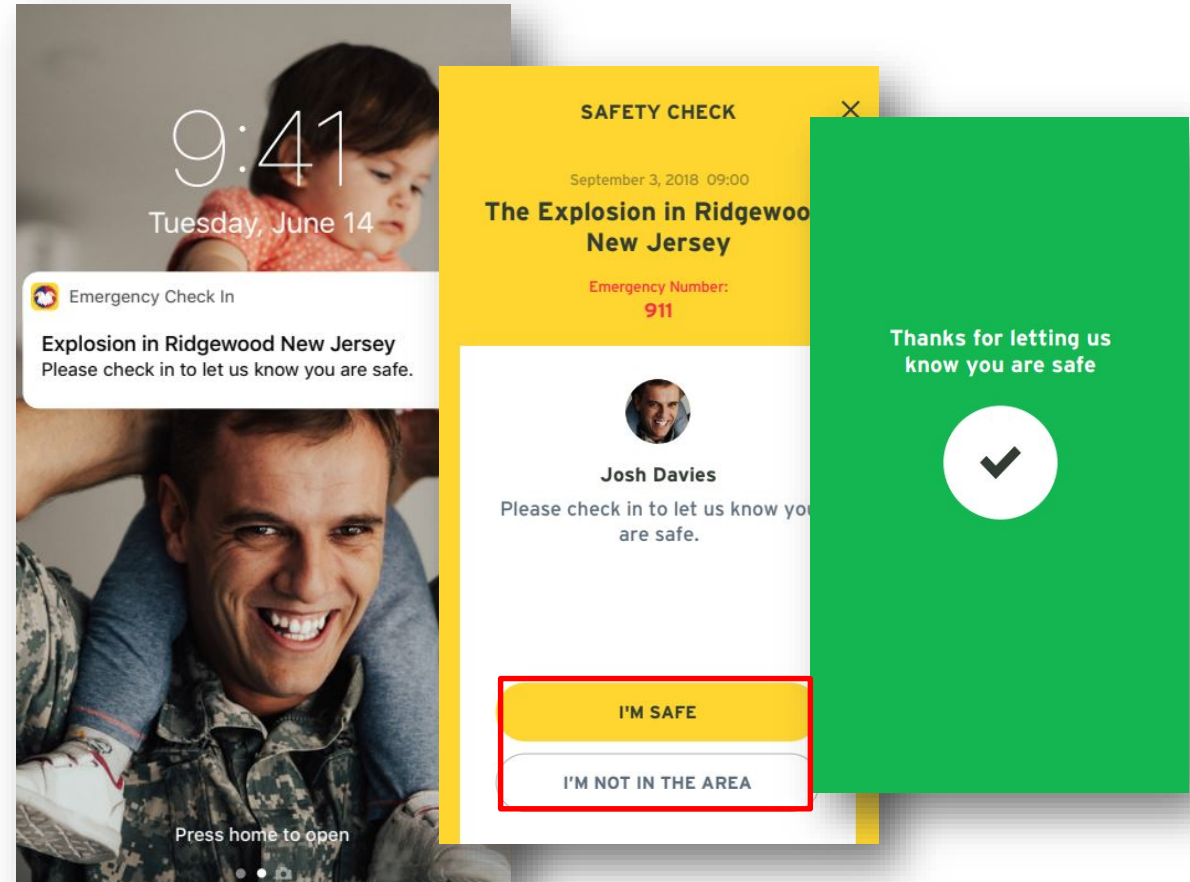 9:41
Tuesday, June 14
Emergency Check In
Explosion in Ridgewood New Jersey
Please check in to let us know you are safe.
Press home to open
SAFETY CHECK
September 3, 2018 09:00
The Explosion in Ridgewoo
New Jersey
Emergency Number:
911
Josh Davies
Please check in to let us know you
are safe.
I'M SAFE
I'M NOT IN THE AREA
Thanks for letting us
know you are safe